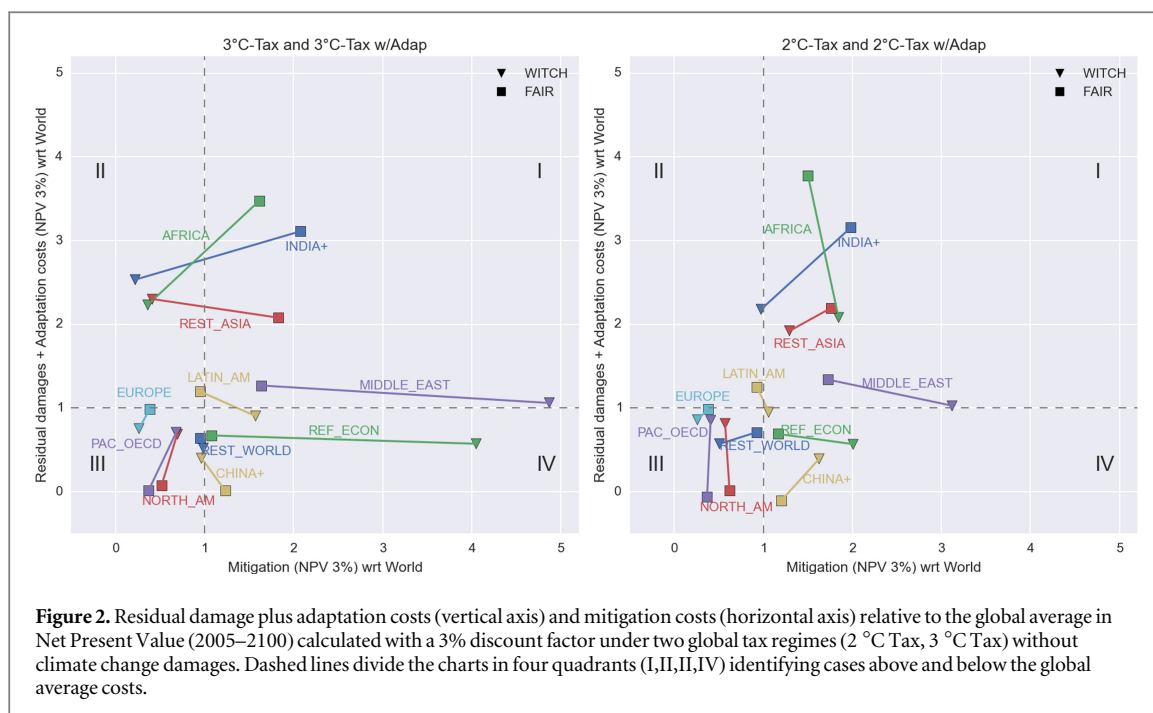 3°C-Tax and 3°C-Tax w/Adap
WITCH
FAIR
Residual damages + Adaptation costs (NPV 3%) wrt World
5
4
3
2
1
0
II
I
III
IV
AFRICA
INDIA+
REST_ASIA
LATIN_AM
MIDDLE_EAST
EUROPE
PAC_OECD
REF_ECON
REST_WORLD
CHINA+
NORTH_AM
0 1 2 3 4 5
Mitigation (NPV 3%) wrt World
2°C-Tax and 2°C-Tax w/Adap
WITCH
FAIR
Residual damages + Adaptation costs (NPV 3%) wrt World
5
4
3
2
1
0
II
I
III
IV
AFRICA
INDIA+
REST_ASIA
LATIN_AM
MIDDLE_EAST
EUROPE
PAC_OECD
REF_ECON
REST_WORLD
CHINA+
NORTH_AM
0 1 2 3 4 5
Mitigation (NPV 3%) wrt World
Figure 2. Residual damage plus adaptation costs (vertical axis) and mitigation costs (horizontal axis) relative to the global average in
Net Present Value (2005–2100) calculated with a 3% discount factor under two global tax regimes (2 °C Tax, 3 °C Tax) without
climate change damages. Dashed lines divide the charts in four quadrants (I,II,II,IV) identifying cases above and below the global
average costs.